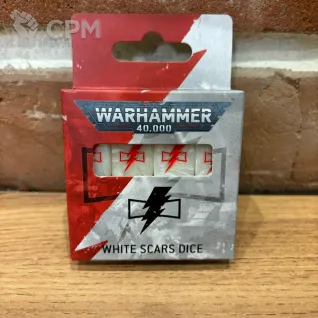 CPM
WARHAMMER
40,000
WHITE SCARS DICE